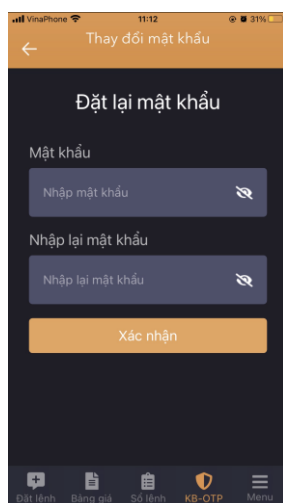 VinaPhone 11:12 31%
Thay đổi mật khẩu
Đặt lại mật khẩu
Mật khẩu
Nhập mật khẩu
Nhập lại mật khẩu
Nhập lại mật khẩu
Xác nhận
Đặt lệnh Bảng giá Sổ lệnh KB-OTP Menu